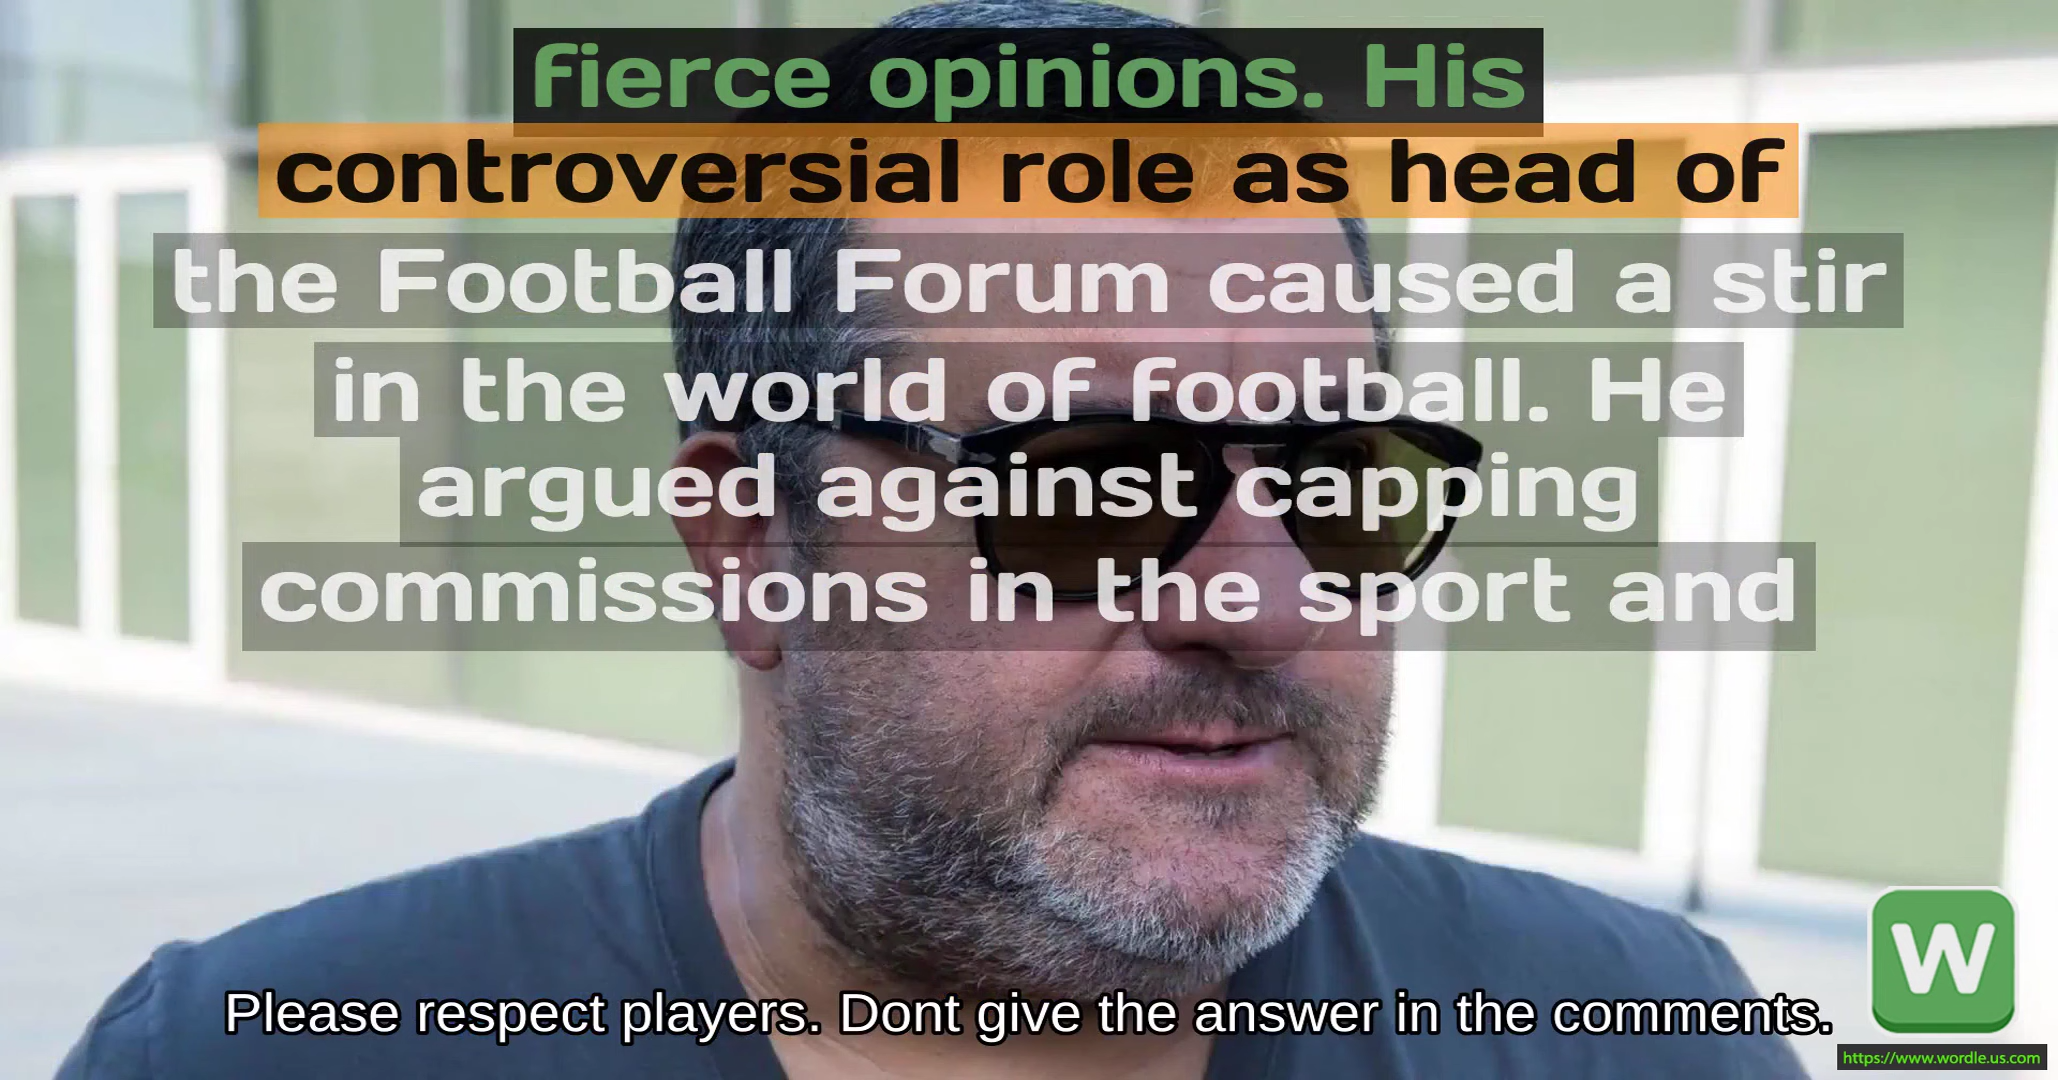 fierce opinions. His
controversial role as head of
the Football Forum caused a stir
in the world of football. He
argued against capping
commissions in the sport and
Please respect players. Dont give the answer in the comments.
W
https://www.wordle.us.com